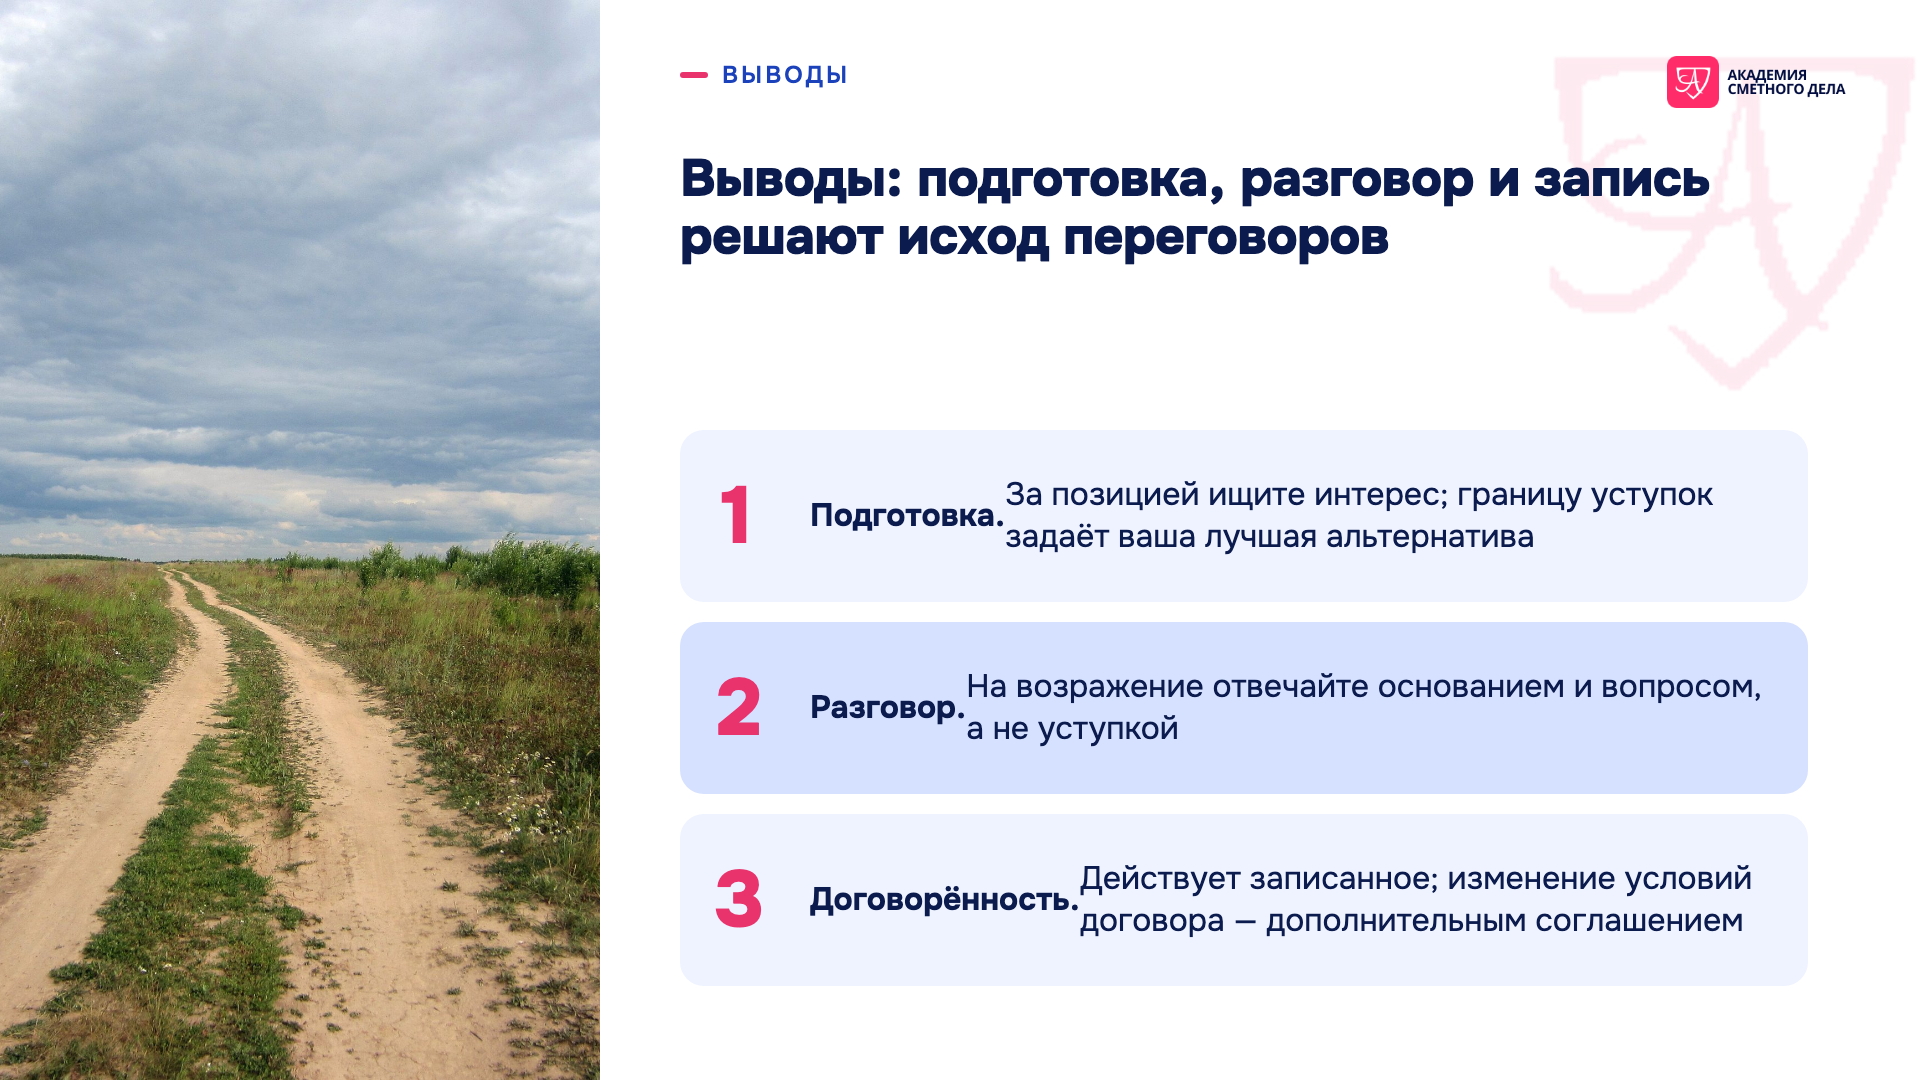 ВЫВОДЫ
АКАДЕМИЯ
СМЕТНОГО ДЕЛА
Выводы: подготовка, разговор и запись
решают исход переговоров
1
Подготовка.
За позицией ищите интерес; границу уступок
задаёт ваша лучшая альтернатива
2
Разговор.
На возражение отвечайте основанием и вопросом,
а не уступкой
3
Договорённость.
Действует записанное; изменение условий
договора — дополнительным соглашением